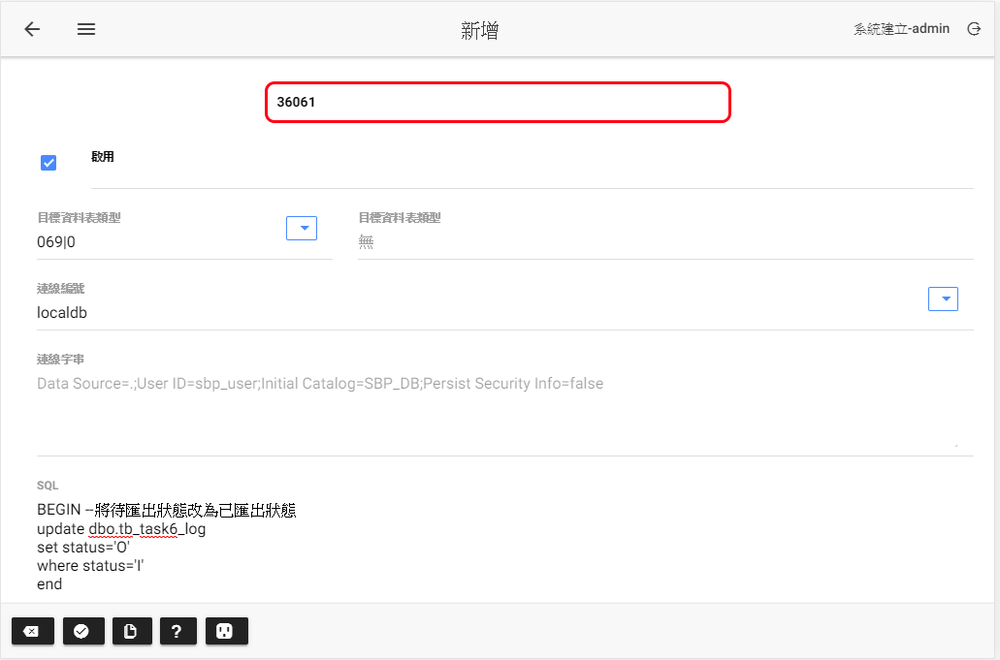 新增
系統建立-admin
36061
啟用
目標資料表類型
069|0
目標資料表類型
無
連線編號
localdb
連線字串
Data Source=.;User ID=sbp_user;Initial Catalog=SBP_DB;Persist Security Info=false
SQL
BEGIN --將待匯出狀態改為已匯出狀態
update dbo.tb_task6_log
set status='O'
where status='I'
end
?